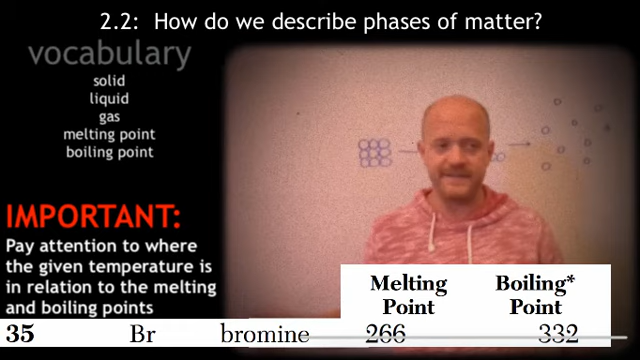 2.2: How do we describe phases of matter?
vocabulary
solid
liquid
gas
melting point
boiling point
IMPORTANT:
Pay attention to where
the given temperature is
in relation to the melting
and boiling points
Melting Boiling*
Point Point
35 Br bromine 266 332